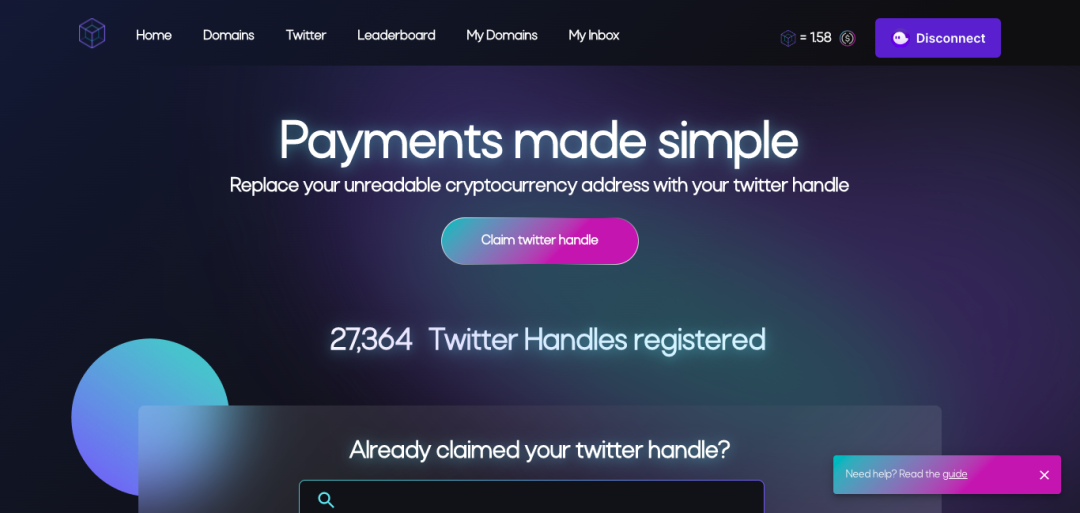 Home Domains Twitter Leaderboard My Domains My Inbox = 1.58 Disconnect
Payments made simple
Replace your unreadable cryptocurrency address with your twitter handle
Claim twitter handle
27,364 Twitter Handles registered
Already claimed your twitter handle?
Need help? Read the guide